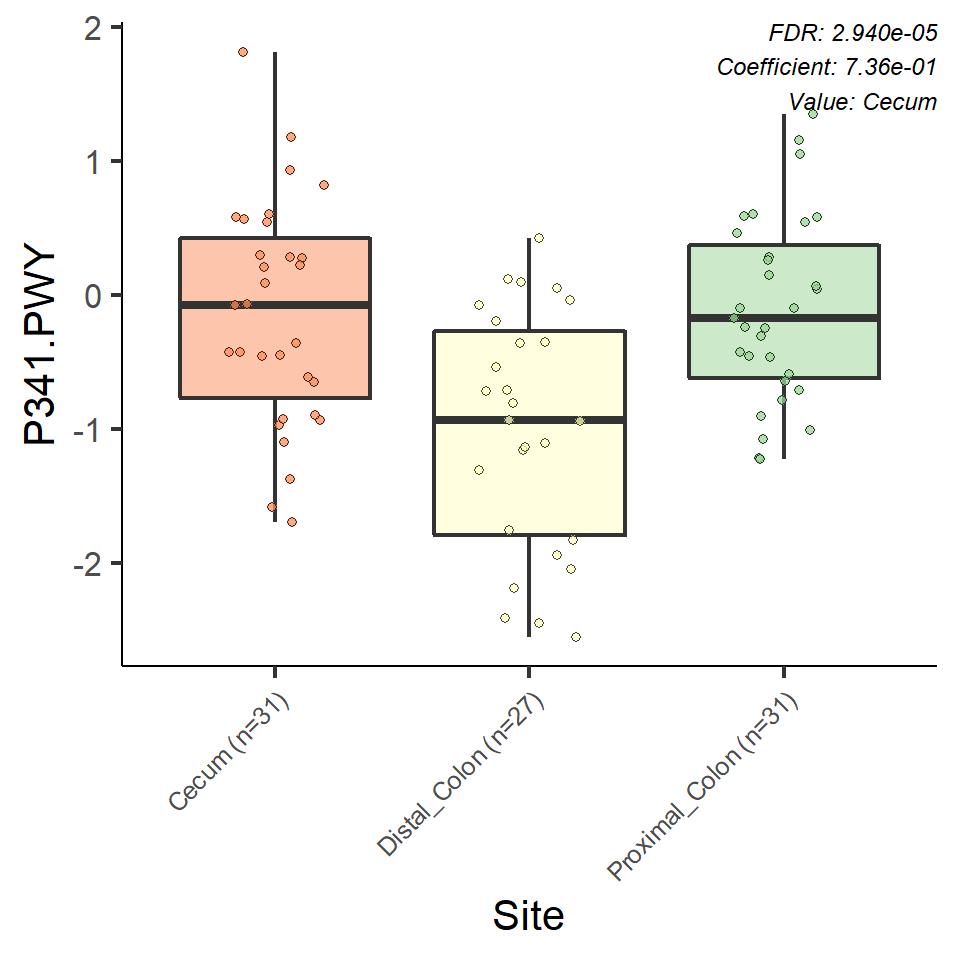 FDR: 2.940e-05
Coefficient: 7.36e-01
Value: Cecum
2
1
0
-1
-2
P341.PWY
Cecum (n=31)
Distal_Colon (n=27)
Proximal_Colon (n=31)
Site